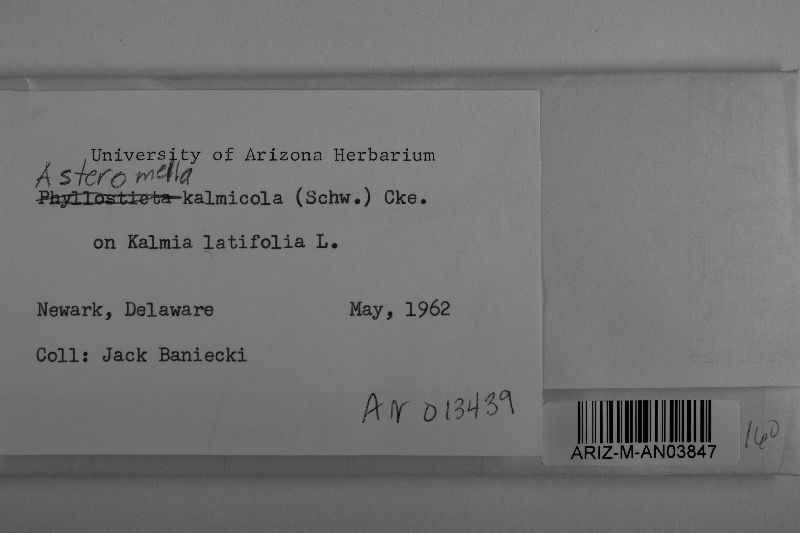 University of Arizona Herbarium
Asteromella
Phyllosticta kalmicola (Schw.) Cke.
on Kalmia latifolia L.
Newark, Delaware May, 1962
Coll: Jack Baniecki
AN 013439
ARIZ-M-AN03847
160